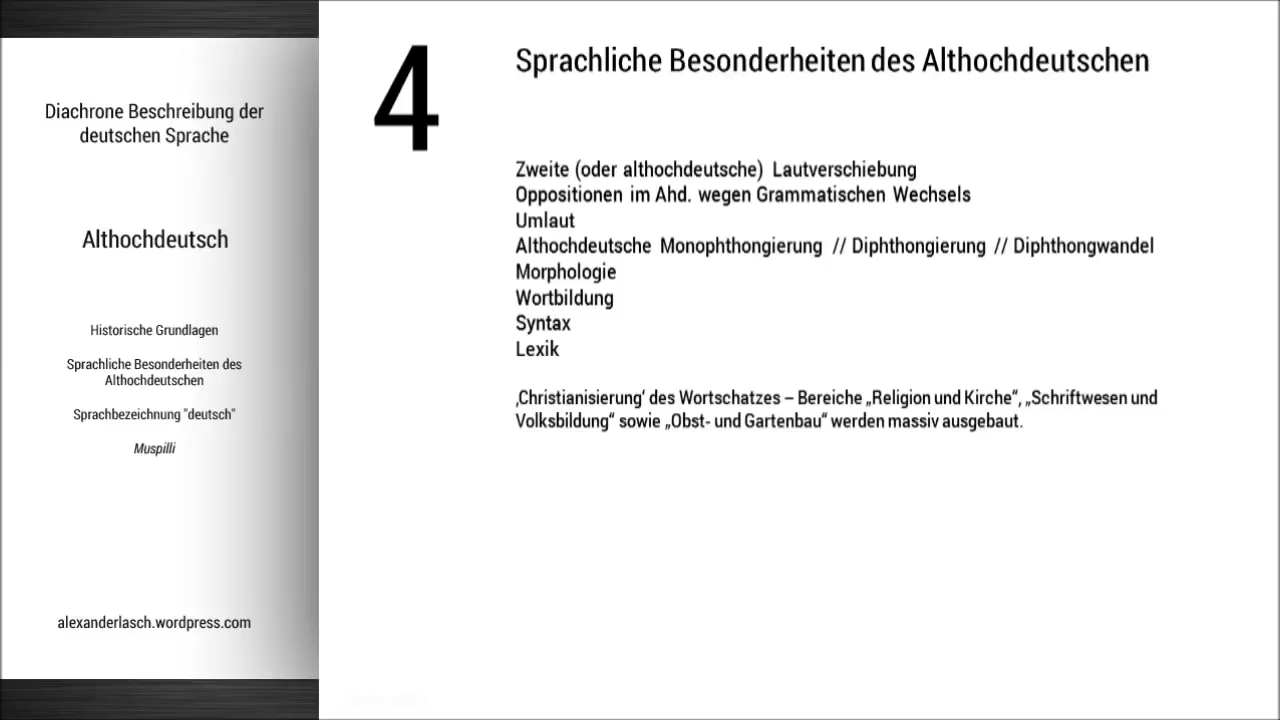 Diachrone Beschreibung der
deutschen Sprache
Althochdeutsch
Historische Grundlagen
Sprachliche Besonderheiten des
Althochdeutschen
Sprachbezeichnung "deutsch"
Muspilli
alexanderlasch.wordpress.com
4
Sprachliche Besonderheiten des Althochdeutschen
Zweite (oder althochdeutsche) Lautverschiebung
Oppositionen im Ahd. wegen Grammatischen Wechsels
Umlaut
Althochdeutsche Monophthongierung // Diphthongierung // Diphthongwandel
Morphologie
Wortbildung
Syntax
Lexik
‚Christianisierung‘ des Wortschatzes – Bereiche „Religion und Kirche“, „Schriftwesen und
Volksbildung“ sowie „Obst- und Gartenbau“ werden massiv ausgebaut.